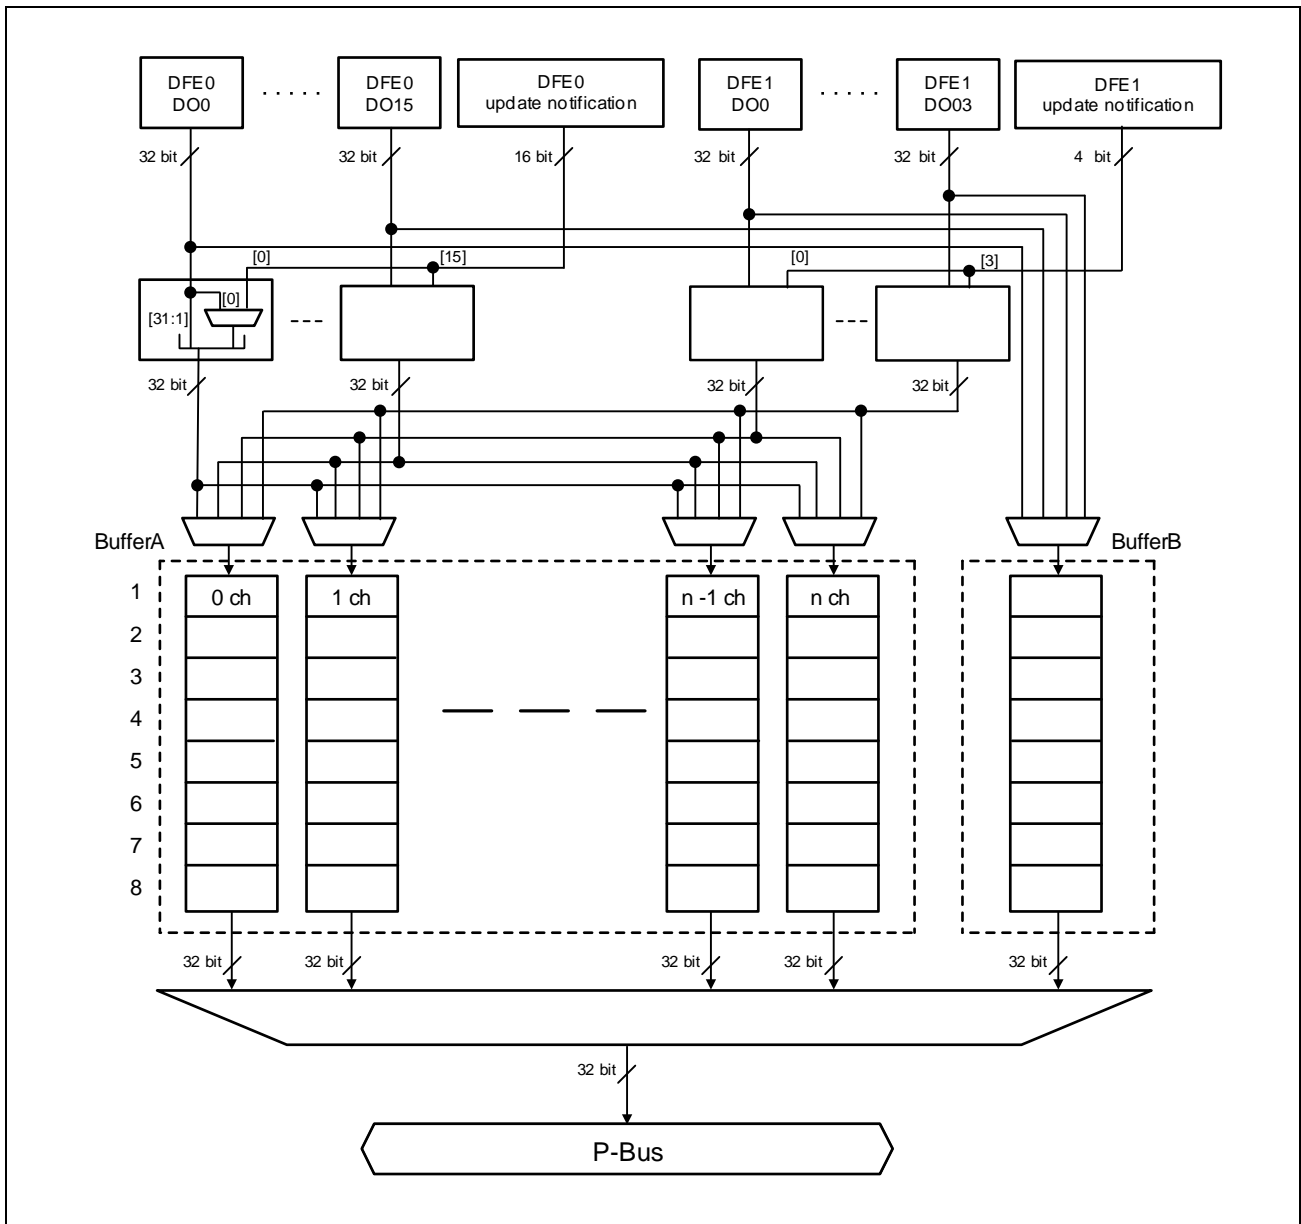 DFE0
DO0
. . . . .
DFE0
DO15
DFE0
update notification
DFE1
DO0
. . . . .
DFE1
DO03
DFE1
update notification
32 bit
32 bit
16 bit
32 bit
32 bit
4 bit
[0]
[15]
[0]
[3]
[0]
[31:1]
32 bit
32 bit
32 bit
32 bit
BufferA
BufferB
1
0 ch
1 ch
n -1 ch
n ch
2
3
4
5
6
7
8
32 bit
32 bit
32 bit
32 bit
32 bit
32 bit
P-Bus